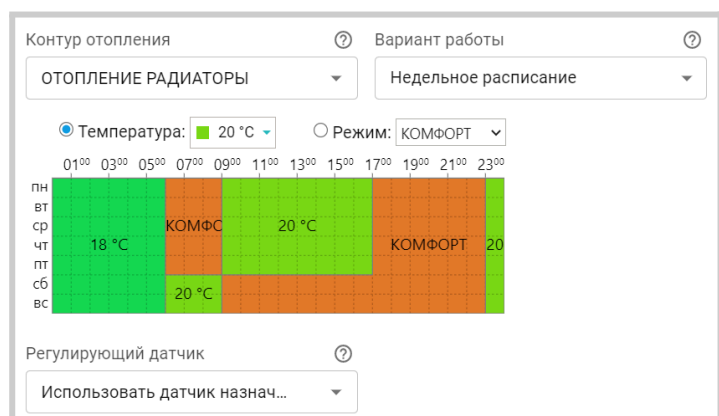 Контур отопления
Вариант работы
ОТОПЛЕНИЕ РАДИАТОРЫ
Недельное расписание
Температура: 20 °C Режим: КОМФОРТ
01⁰⁰ 03⁰⁰ 05⁰⁰ 07⁰⁰ 09⁰⁰ 11⁰⁰ 13⁰⁰ 15⁰⁰ 17⁰⁰ 19⁰⁰ 21⁰⁰ 23⁰⁰
пн
вт
ср КОМФС 20 °C
чт 18 °C КОМФОРТ 20
пт
сб
20 °C
вс
Регулирующий датчик
Использовать датчик назнач...